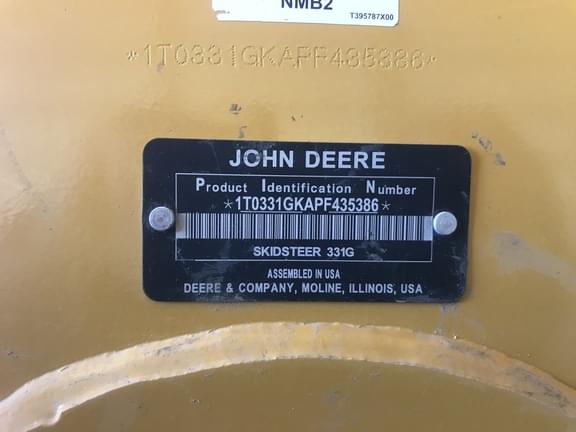 NMB2
T395787X00
*1T0331GKAPF435386*
JOHN DEERE
Product Identification Number
*1T0331GKAPF435386*
SKIDSTEER 331G
ASSEMBLED IN USA
DEERE & COMPANY, MOLINE, ILLINOIS, USA